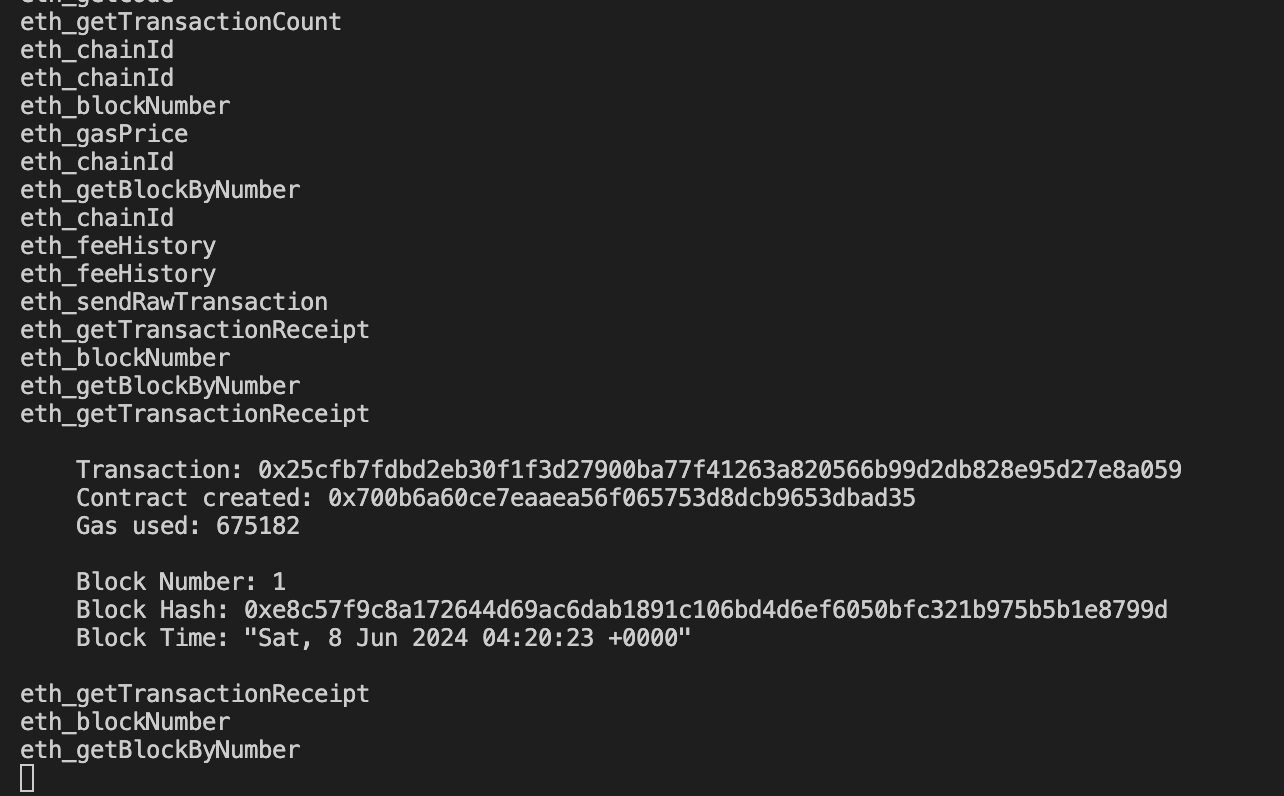 eth_getTransactionCount
eth_chainId
eth_chainId
eth_blockNumber
eth_gasPrice
eth_chainId
eth_getBlockByNumber
eth_chainId
eth_feeHistory
eth_feeHistory
eth_sendRawTransaction
eth_getTransactionReceipt
eth_blockNumber
eth_getBlockByNumber
eth_getTransactionReceipt
Transaction: 0x25cfb7fdbd2eb30f1f3d27900ba77f41263a820566b99d2db828e95d27e8a059
Contract created: 0x700b6a60ce7eaaea56f065753d8dcb9653dbad35
Gas used: 675182
Block Number: 1
Block Hash: 0xe8c57f9c8a172644d69ac6dab1891c106bd4d6ef6050bfc321b975b5b1e8799d
Block Time: "Sat, 8 Jun 2024 04:20:23 +0000"
eth_getTransactionReceipt
eth_blockNumber
eth_getBlockByNumber